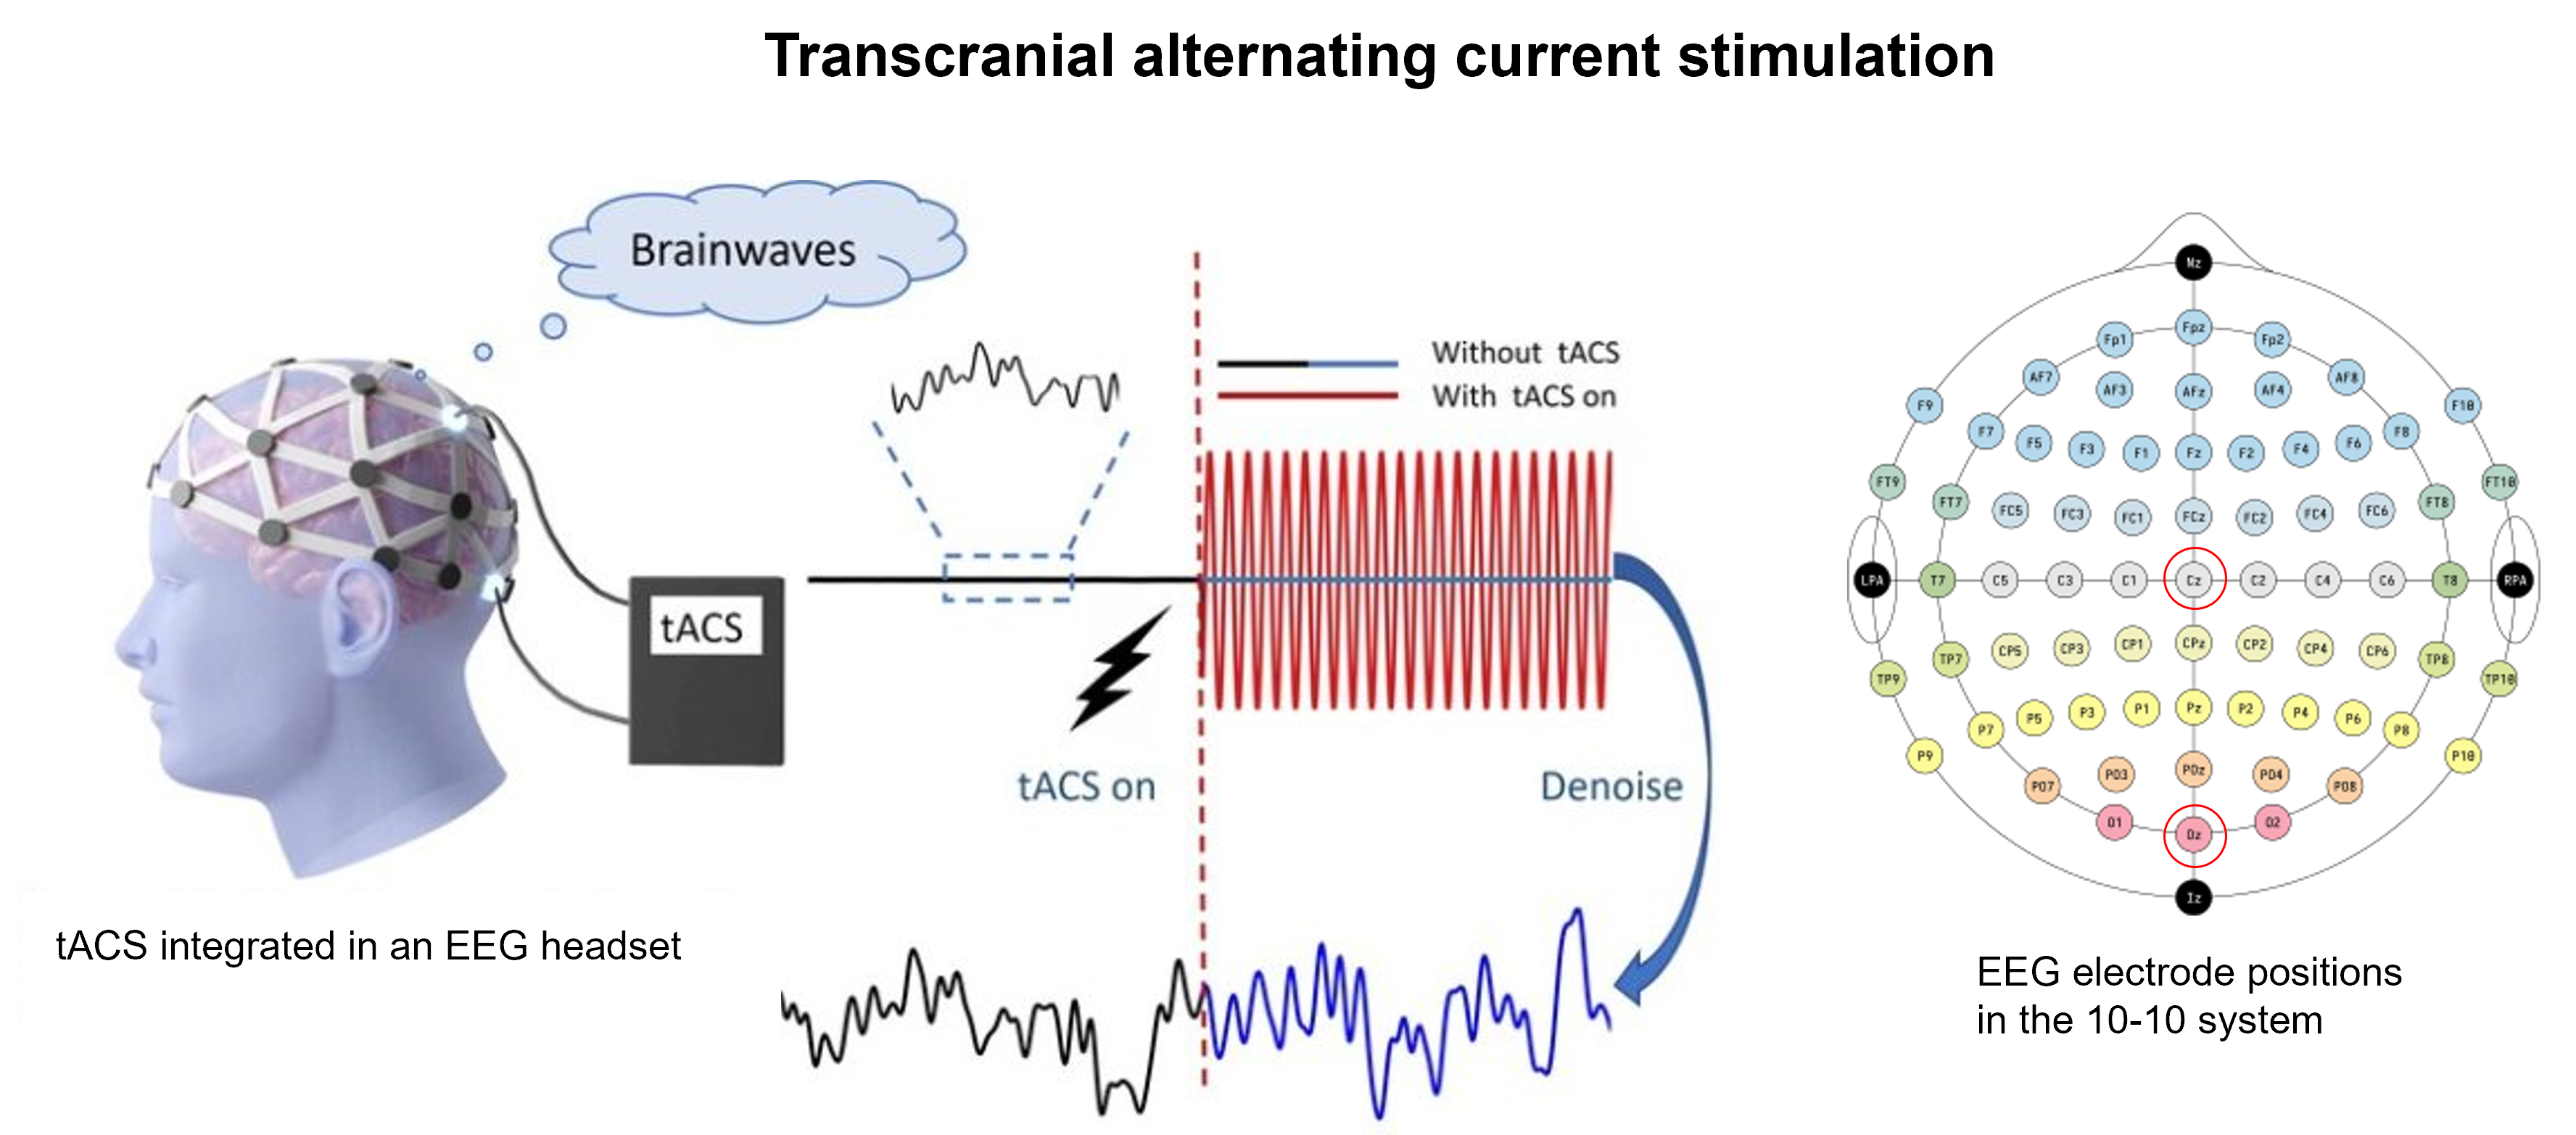 Transcranial alternating current stimulation
Brainwaves
Without tACS
With tACS on
tACS
tACS on
Denoise
tACS integrated in an EEG headset
Nz
Fp1 Fpz Fp2
AF7 AF3 AFz AF4 AF8
F9 F7 F5 F3 F1 Fz F2 F4 F6 F8 F10
FT9 FT7 FC5 FC3 FC1 FCz FC2 FC4 FC6 FT8 FT10
LPA T7 C5 C3 C1 Cz C2 C4 C6 T8 RPA
TP9 TP7 CP5 CP3 CP1 CPz CP2 CP4 CP6 TP8 TP10
P9 P7 P5 P3 P1 Pz P2 P4 P6 P8 P10
PO7 PO3 POz PO4 PO8
O1 Oz O2
Iz
EEG electrode positions
in the 10-10 system